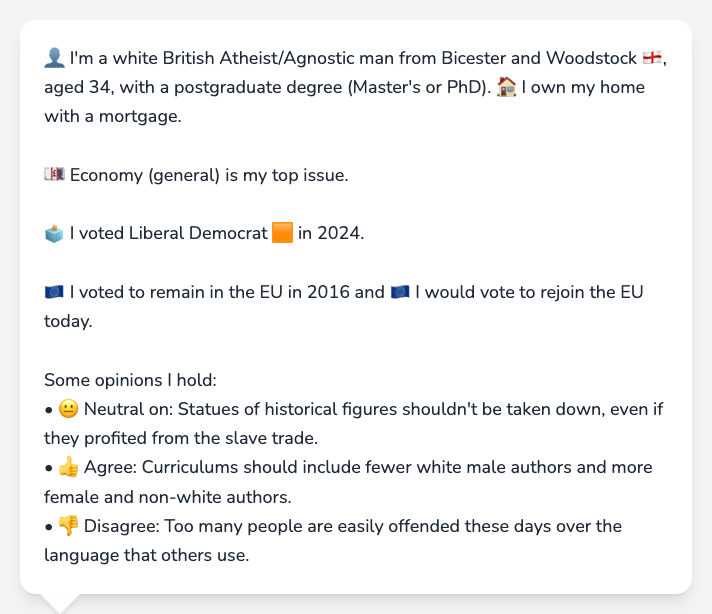 👤 I'm a white British Atheist/Agnostic man from Bicester and Woodstock 🏴󠁧󠁢󠁥󠁮󠁧󠁿,
aged 34, with a postgraduate degree (Master's or PhD). 🏠 I own my home
with a mortgage.
💷 Economy (general) is my top issue.
🗳️ I voted Liberal Democrat 🟧 in 2024.
🇪🇺 I voted to remain in the EU in 2016 and 🇪🇺 I would vote to rejoin the EU
today.
Some opinions I hold:
• 😐 Neutral on: Statues of historical figures shouldn't be taken down, even if
they profited from the slave trade.
• 👍 Agree: Curriculums should include fewer white male authors and more
female and non-white authors.
• 👎 Disagree: Too many people are easily offended these days over the
language that others use.